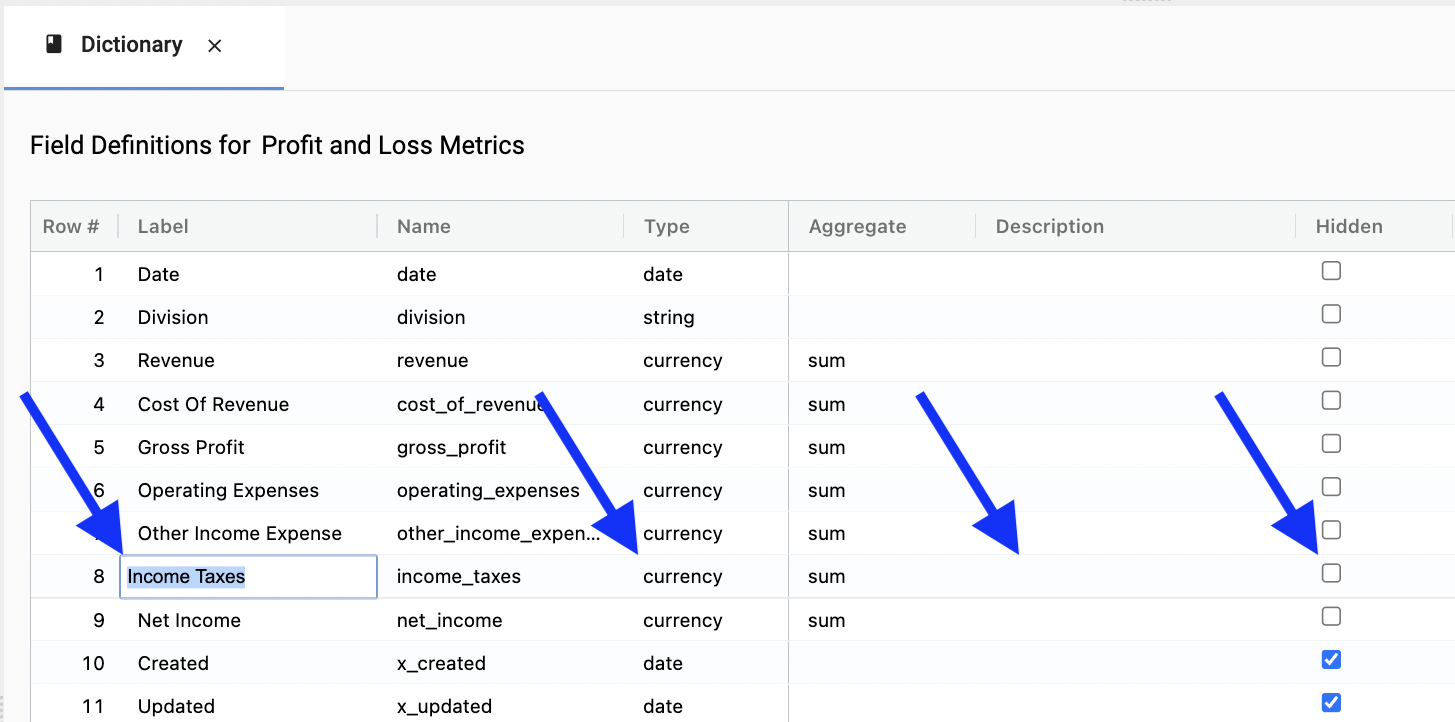 Dictionary ×
Field Definitions for Profit and Loss Metrics
Row # Label Name Type Aggregate Description Hidden
1 Date date date
2 Division division string
3 Revenue revenue currency sum
4 Cost Of Revenue cost_of_revenue currency sum
5 Gross Profit gross_profit currency sum
6 Operating Expenses operating_expenses currency sum
Other Income Expense other_income_expen... currency sum
8 Income Taxes income_taxes currency sum
9 Net Income net_income currency sum
10 Created x_created date
11 Updated x_updated date